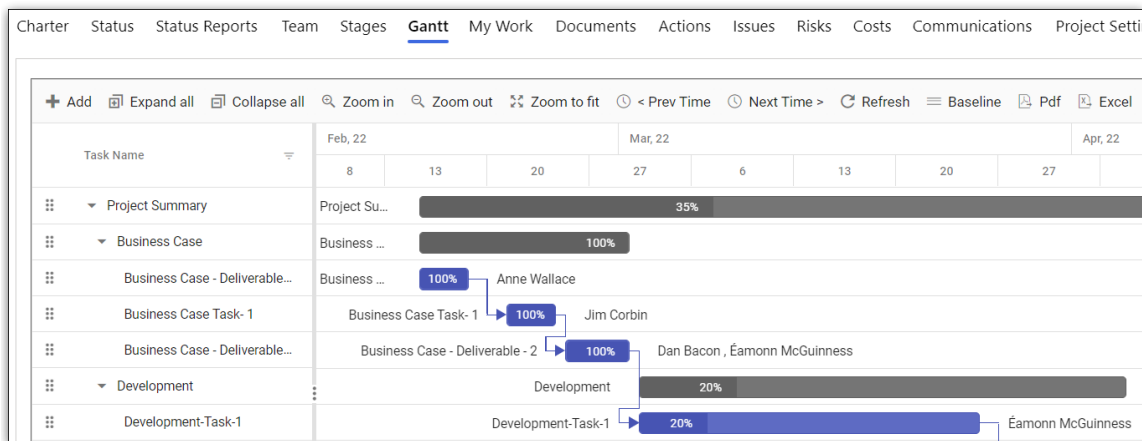 Charter Status Status Reports Team Stages Gantt My Work Documents Actions Issues Risks Costs Communications Project Setti
Add Expand all Collapse all Zoom in Zoom out Zoom to fit < Prev Time Next Time > Refresh Baseline Pdf Excel
Task Name
Feb, 22 Mar, 22 Apr, 22
8 13 20 27 6 13 20 27
Project Summary Project Su... 35%
Business Case Business ... 100%
Business Case - Deliverable... Business ... 100% Anne Wallace
Business Case Task- 1 Business Case Task- 1 100% Jim Corbin
Business Case - Deliverable... Business Case - Deliverable - 2 100% Dan Bacon , Éamonn McGuinness
Development Development 20%
Development-Task-1 Development-Task-1 20% Éamonn McGuinness